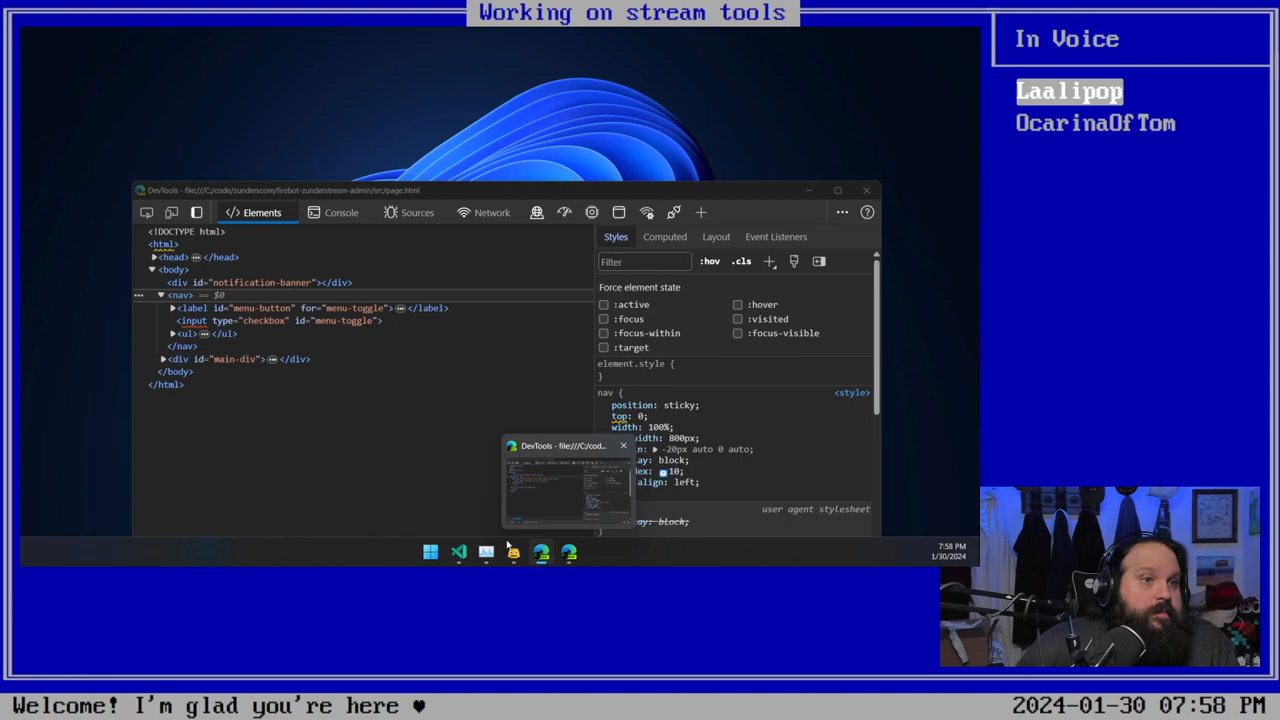 Working on stream tools
In Voice
Laalipop
OcarinaOfTom
DevTools - file:///C:/code/zunderscore/firebot-zunderstream-admin/src/page.html
Elements
Console
Sources
Network
<!DOCTYPE html>
<html>
<head> </head>
<body>
<div id="notification-banner"></div>
<nav> == $0
<label id="menu-button" for="menu-toggle"> </label>
<input type="checkbox" id="menu-toggle">
<ul> </ul>
</nav>
<div id="main-div"> </div>
</body>
</html>
Styles
Computed
Layout
Event Listeners
Filter
:hov
.cls
Force element state
:active
:hover
:focus
:visited
:focus-within
:focus-visible
:target
element.style {
}
nav {
<style>
position: sticky;
top: 0;
width: 100%;
width: 800px;
-20px auto 0 auto;
block;
10;
left;
user agent stylesheet
block;
}
DevTools - file:///C:/cod...
7:58 PM
1/30/2024
Welcome! I'm glad you're here ♥
2024-01-30 07:58 PM